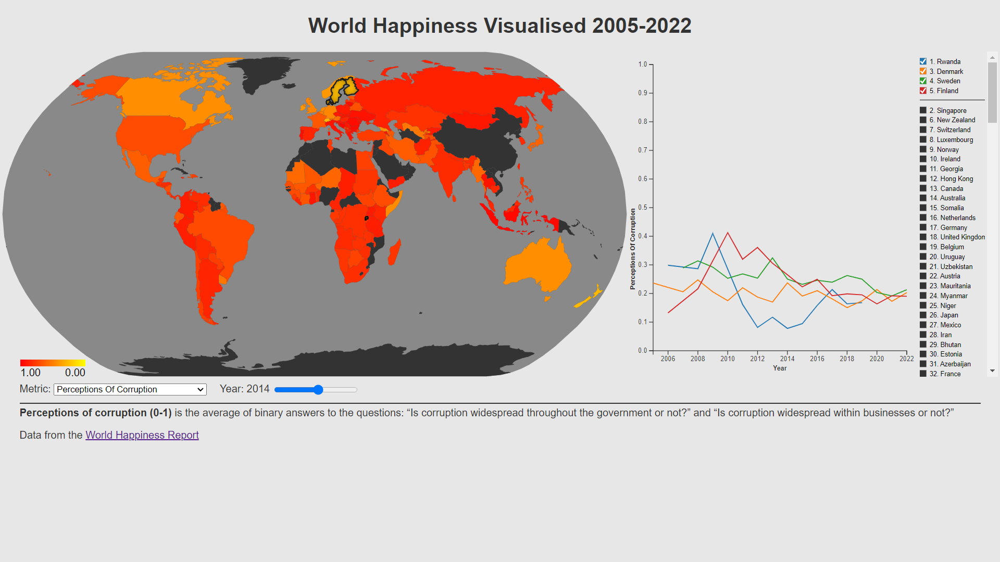 World Happiness Visualised 2005-2022
1.0
0.9
0.8
0.7
0.6
0.5
0.4
0.3
0.2
0.1
0.0
Perceptions Of Corruption
2006 2008 2010 2012 2014 2016 2018 2020 2022
Year
1. Rwanda
3. Denmark
4. Sweden
5. Finland
2. Singapore
6. New Zealand
7. Switzerland
8. Luxembourg
9. Norway
10. Ireland
11. Georgia
12. Hong Kong
13. Canada
14. Australia
15. Somalia
16. Netherlands
17. Germany
18. United Kingdon
19. Belgium
20. Uruguay
21. Uzbekistan
22. Austria
23. Mauritania
24. Myanmar
25. Niger
26. Japan
27. Mexico
28. Iran
29. Bhutan
30. Estonia
31. Azerbaijan
32. France
1.00 0.00
Metric: Perceptions Of Corruption Year: 2014
Perceptions of corruption (0-1) is the average of binary answers to the questions: “Is corruption widespread throughout the government or not?” and “Is corruption widespread within businesses or not?”
Data from the World Happiness Report